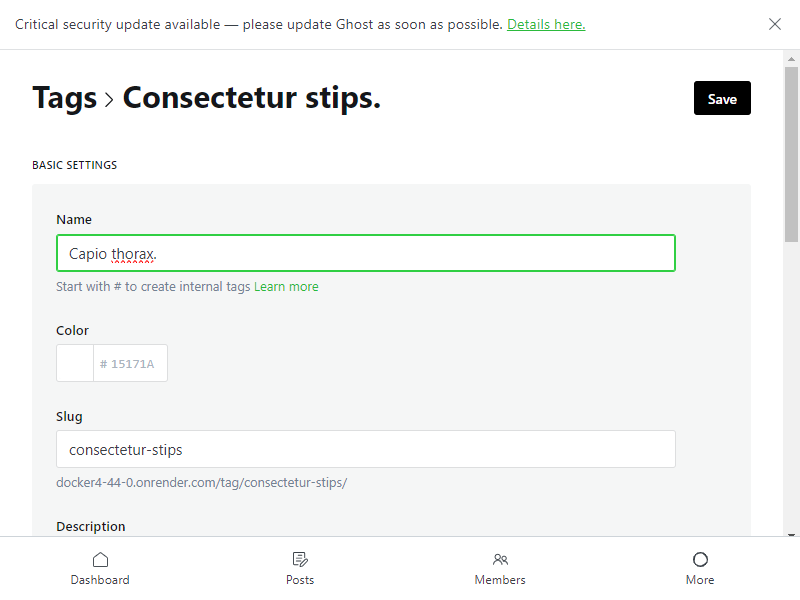 Critical security update available — please update Ghost as soon as possible. Details here.
Tags > Consectetur stips.
Save
BASIC SETTINGS
Name
Capio thorax.
Start with # to create internal tags Learn more
Color
# 15171A
Slug
consectetur-stips
docker4-44-0.onrender.com/tag/consectetur-stips/
Description
Dashboard
Posts
Members
More